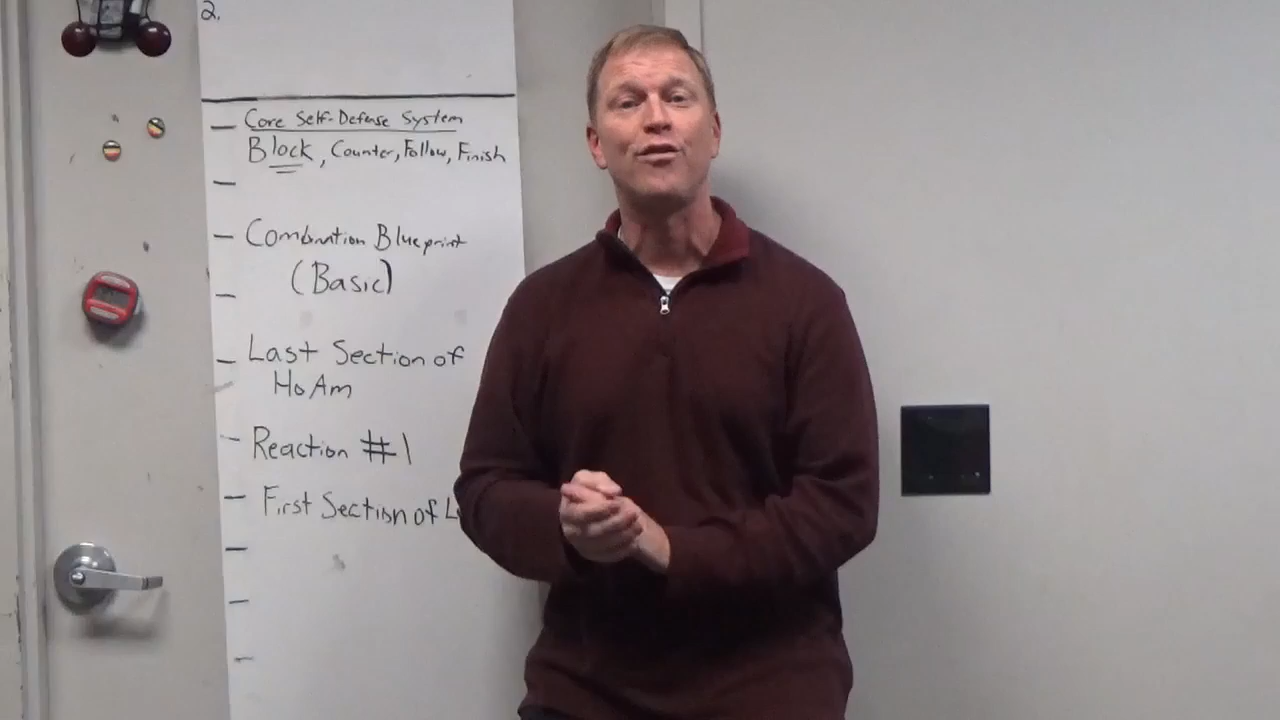 2.
Core Self-Defense System
Block, Counter, Follow, Finish
Combination Blueprint
(Basic)
Last Section of
Ho Am
Reaction #1
First Section of